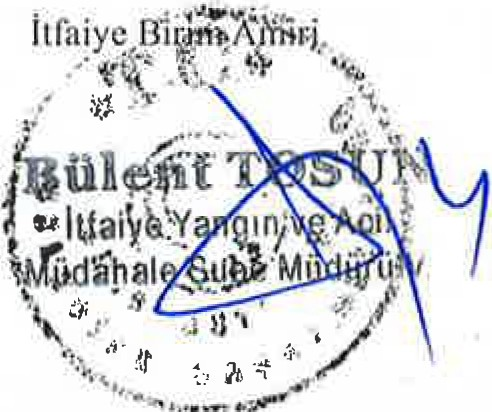 İtfaiye Birim Amiri
Bülent TOSUN
İtfaiye Yangın ve Acil
Müdahale Şube Müdürü V.